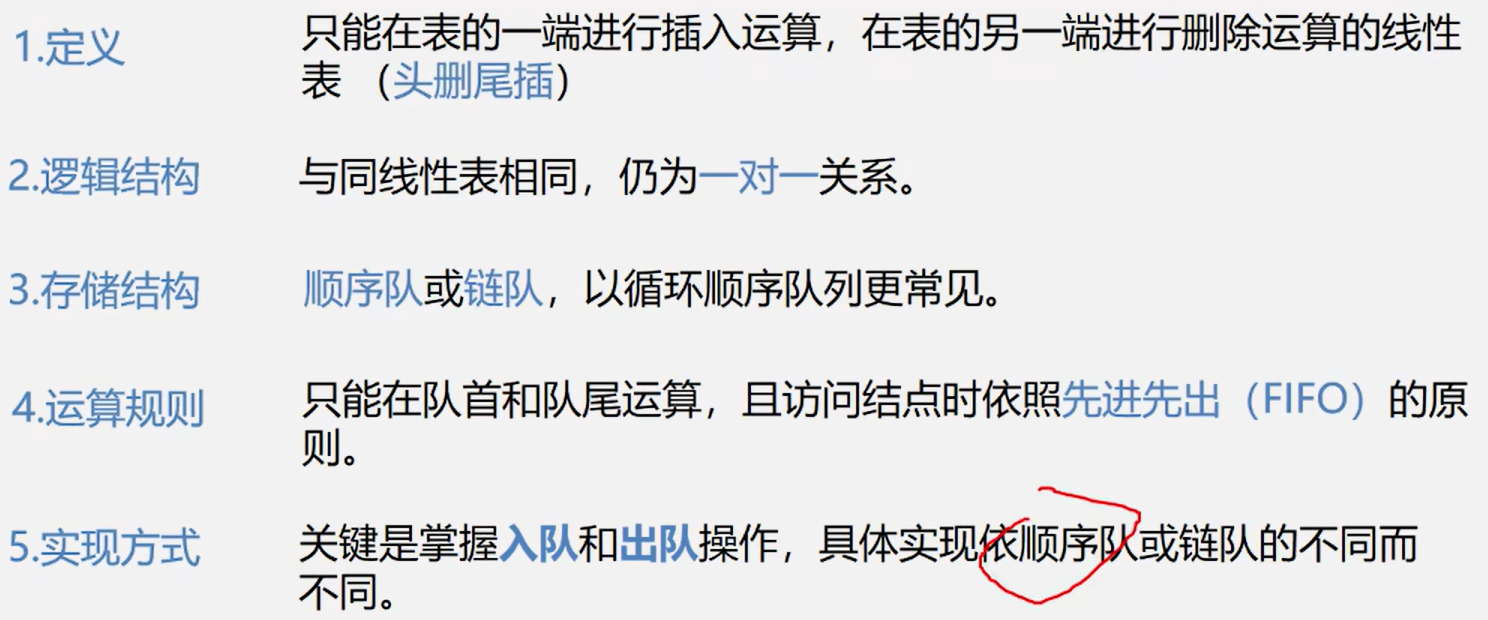 1.定义 只能在表的一端进行插入运算，在表的另一端进行删除运算的线性
表 （头删尾插）
2.逻辑结构 与同线性表相同，仍为一对一关系。
3.存储结构 顺序队或链队，以循环顺序队列更常见。
4.运算规则 只能在队首和队尾运算，且访问结点时依照先进先出（FIFO）的原
则。
5.实现方式 关键是掌握入队和出队操作，具体实现依顺序队或链队的不同而
不同。